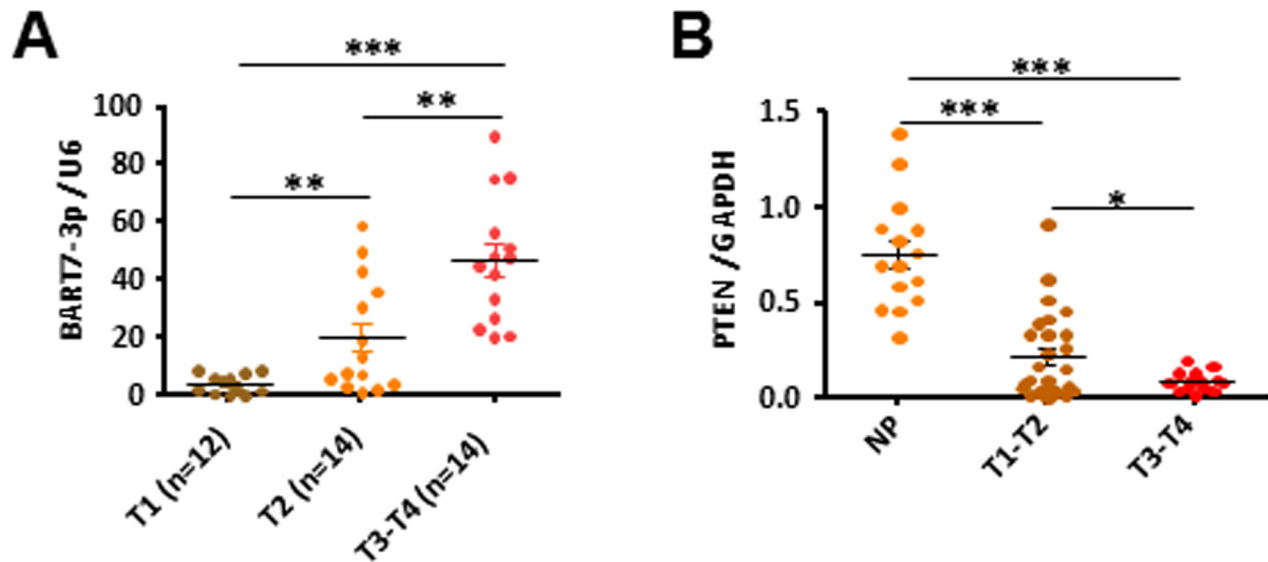 A
***
**
**
BART7-3p / U6
100
80
60
40
20
0
T1 (n=12)
T2 (n=14)
T3-T4 (n=14)
B
***
***
*
PTEN /GAPDH
1.5
1.0
0.5
0.0
NP
T1-T2
T3-T4